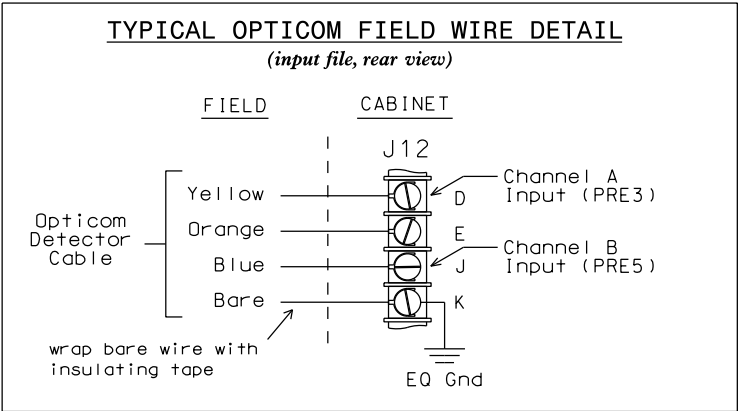 TYPICAL OPTICOM FIELD WIRE DETAIL
(input file, rear view)
FIELD
CABINET
J12
Opticom
Detector
Cable
Yellow
Orange
Blue
Bare
D
E
J
K
Channel A
Input (PRE3)
Channel B
Input (PRE5)
wrap bare wire with
insulating tape
EQ Gnd